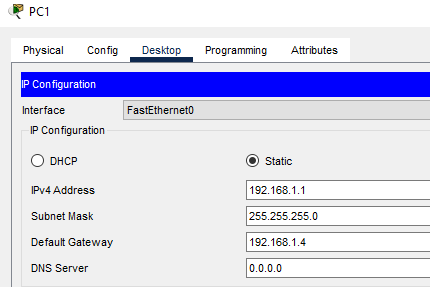 PC1
Physical Config Desktop Programming Attributes
IP Configuration
Interface FastEthernet0
IP Configuration
DHCP Static
IPv4 Address 192.168.1.1
Subnet Mask 255.255.255.0
Default Gateway 192.168.1.4
DNS Server 0.0.0.0